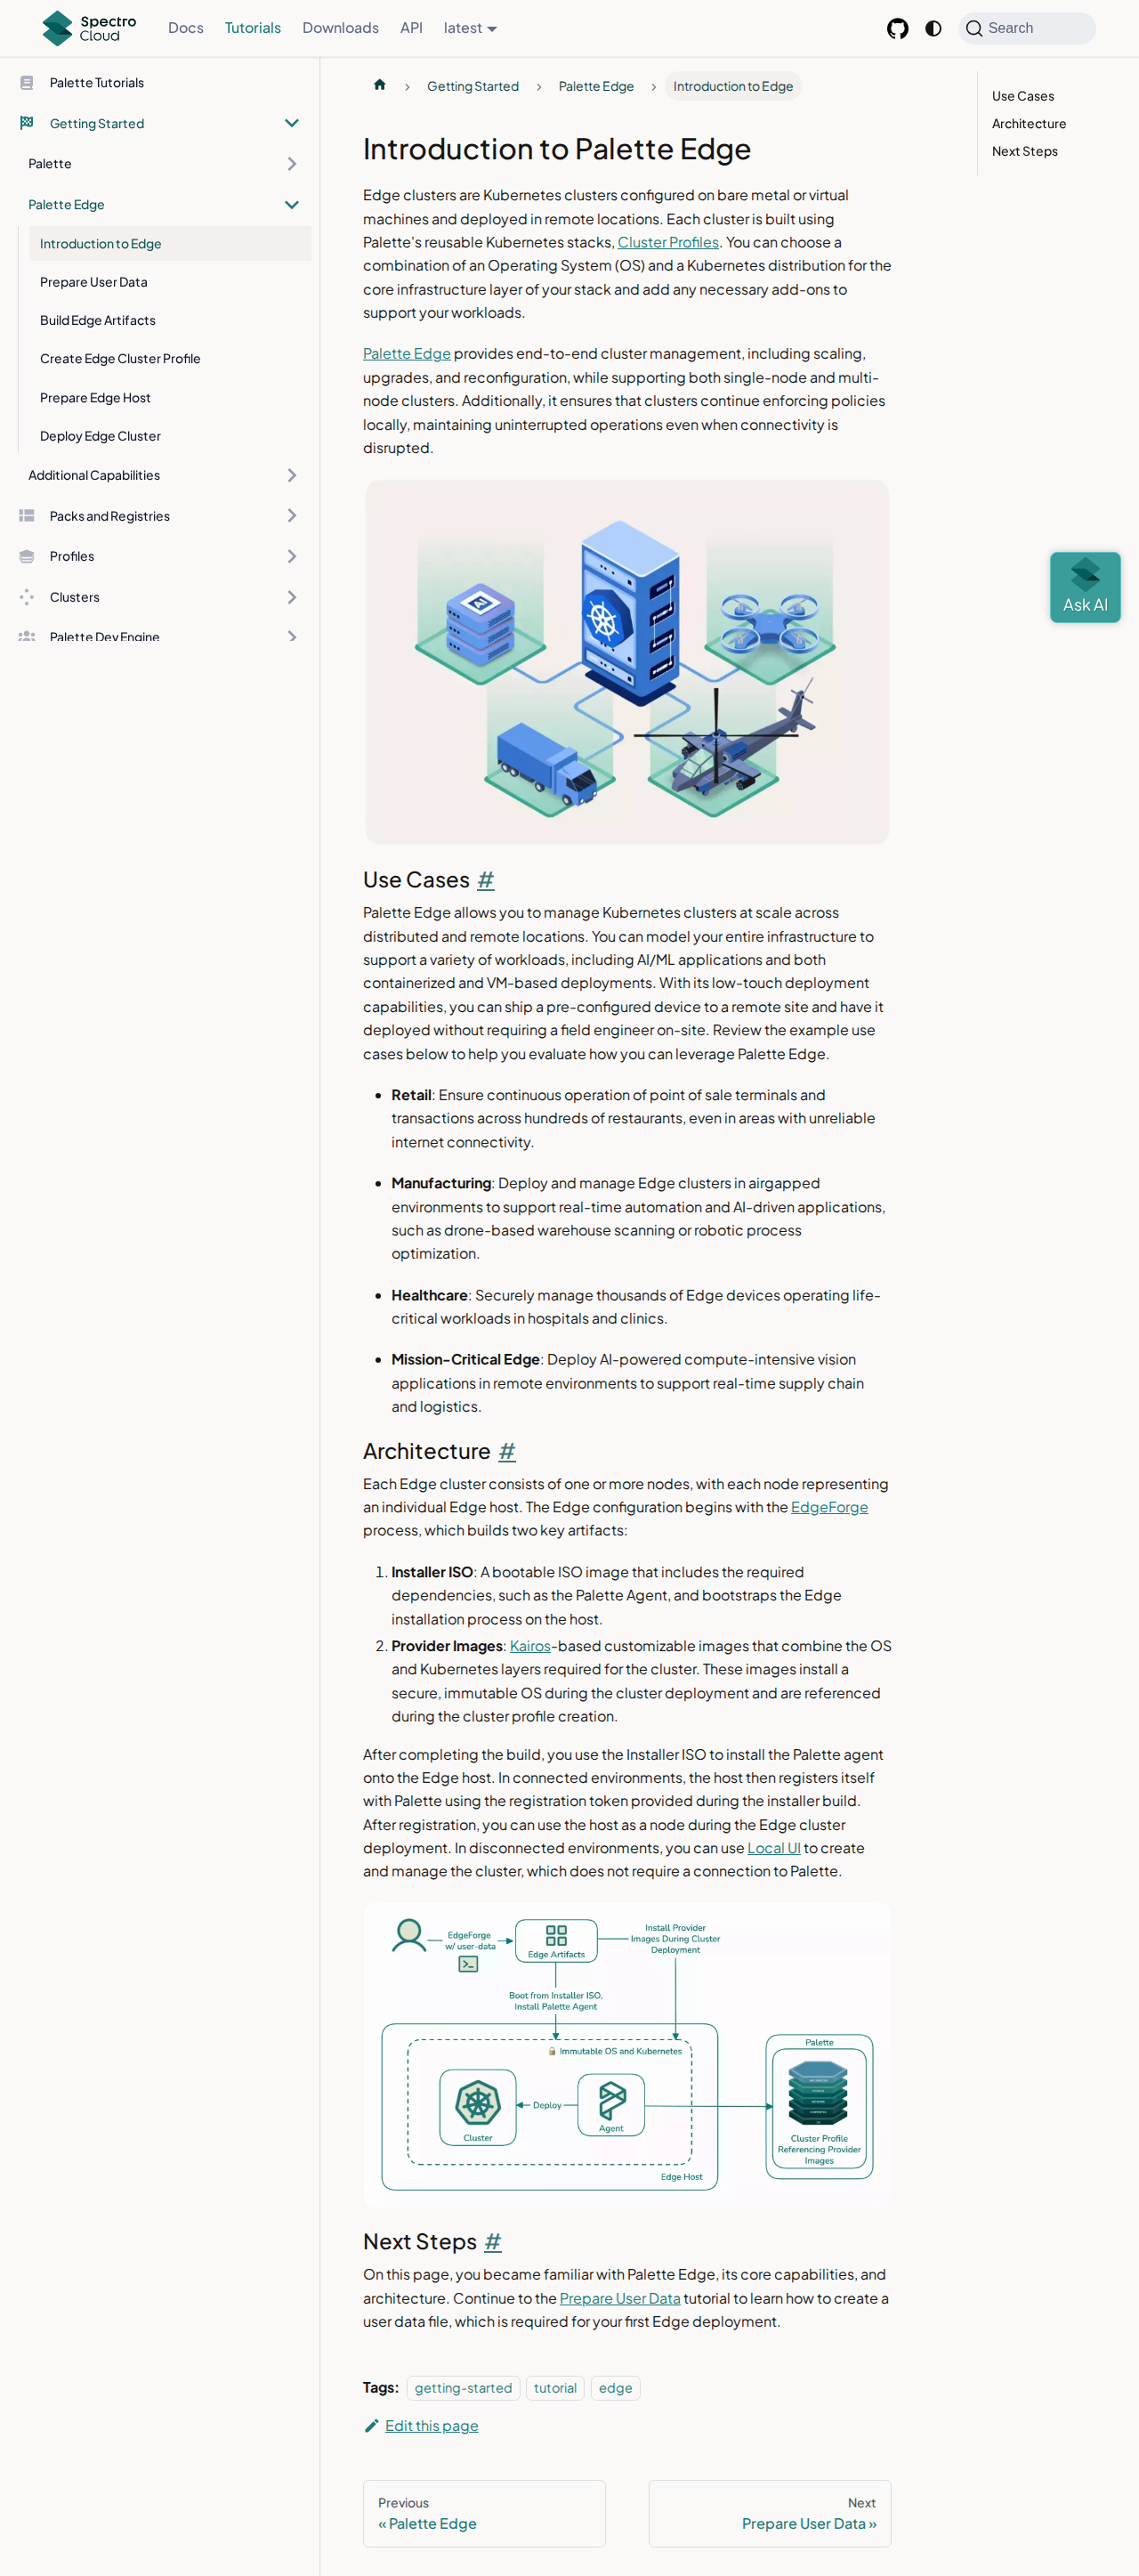 Spectro
Cloud
Docs
Tutorials
Downloads
API
latest
Search
Palette Tutorials
Getting Started
Palette
Palette Edge
Introduction to Edge
Prepare User Data
Build Edge Artifacts
Create Edge Cluster Profile
Prepare Edge Host
Deploy Edge Cluster
Additional Capabilities
Packs and Registries
Profiles
Clusters
Palette Dev Engine
Getting Started
Palette Edge
Introduction to Edge
Use Cases
Architecture
Next Steps
Introduction to Palette Edge
Edge clusters are Kubernetes clusters configured on bare metal or virtual
machines and deployed in remote locations. Each cluster is built using
Palette's reusable Kubernetes stacks, Cluster Profiles. You can choose a
combination of an Operating System (OS) and a Kubernetes distribution for the
core infrastructure layer of your stack and add any necessary add-ons to
support your workloads.
Palette Edge provides end-to-end cluster management, including scaling,
upgrades, and reconfiguration, while supporting both single-node and multi-
node clusters. Additionally, it ensures that clusters continue enforcing policies
locally, maintaining uninterrupted operations even when connectivity is
disrupted.
AI
Ask AI
Use Cases #
Palette Edge allows you to manage Kubernetes clusters at scale across
distributed and remote locations. You can model your entire infrastructure to
support a variety of workloads, including AI/ML applications and both
containerized and VM-based deployments. With its low-touch deployment
capabilities, you can ship a pre-configured device to a remote site and have it
deployed without requiring a field engineer on-site. Review the example use
cases below to help you evaluate how you can leverage Palette Edge.
• Retail: Ensure continuous operation of point of sale terminals and
transactions across hundreds of restaurants, even in areas with unreliable
internet connectivity.
• Manufacturing: Deploy and manage Edge clusters in airgapped
environments to support real-time automation and AI-driven applications,
such as drone-based warehouse scanning or robotic process
optimization.
• Healthcare: Securely manage thousands of Edge devices operating life-
critical workloads in hospitals and clinics.
• Mission-Critical Edge: Deploy AI-powered compute-intensive vision
applications in remote environments to support real-time supply chain
and logistics.
Architecture #
Each Edge cluster consists of one or more nodes, with each node representing
an individual Edge host. The Edge configuration begins with the EdgeForge
process, which builds two key artifacts:
1. Installer ISO: A bootable ISO image that includes the required
dependencies, such as the Palette Agent, and bootstraps the Edge
installation process on the host.
2. Provider Images: Kairos-based customizable images that combine the OS
and Kubernetes layers required for the cluster. These images install a
secure, immutable OS during the cluster deployment and are referenced
during the cluster profile creation.
After completing the build, you use the Installer ISO to install the Palette agent
onto the Edge host. In connected environments, the host then registers itself
with Palette using the registration token provided during the installer build.
After registration, you can use the host as a node during the Edge cluster
deployment. In disconnected environments, you can use Local UI to create
and manage the cluster, which does not require a connection to Palette.
EdgeForge
w/ user-data
Edge Artifacts
Install Provider
Images During Cluster
Deployment
Boot from Installer ISO,
Install Palette Agent
Immutable OS and Kubernetes
Cluster
Deploy
Agent
Edge Host
Palette
Cluster Profile
Referencing Provider
Images
Next Steps #
On this page, you became familiar with Palette Edge, its core capabilities, and
architecture. Continue to the Prepare User Data tutorial to learn how to create a
user data file, which is required for your first Edge deployment.
Tags: getting-started tutorial edge
Edit this page
Previous
« Palette Edge
Next
Prepare User Data »